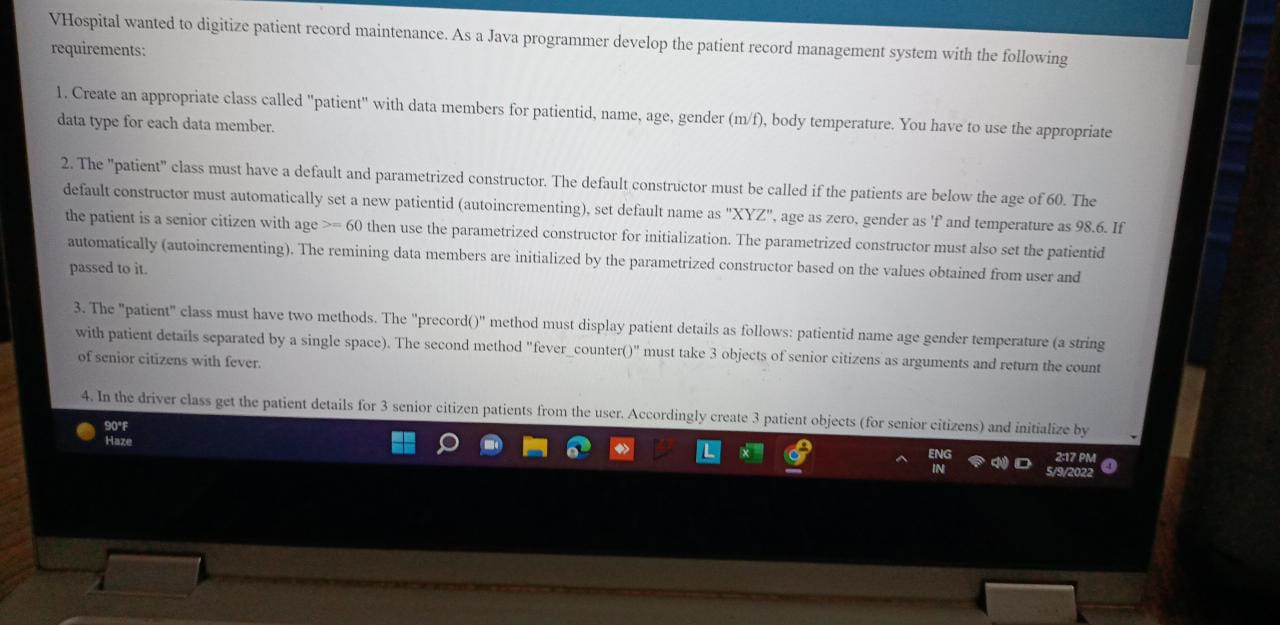 VHospital wanted to digitize patient record maintenance. As a Java programmer develop the patient record management system with the following
requirements:
1. Create an appropriate class called "patient" with data members for patientid, name, age, gender (m/f), body temperature. You have to use the appropriate
data type for each data member.
2. The "patient" class must have a default and parametrized constructor. The default constructor must be called if the patients are below the age of 60. The
default constructor must automatically set a new patientid (autoincrementing), set default name as "XYZ", age as zero, gender as 'f' and temperature as 98.6. If
the patient is a senior citizen with age >= 60 then use the parametrized constructor for initialization. The parametrized constructor must also set the patientid
automatically (autoincrementing). The remining data members are initialized by the parametrized constructor based on the values obtained from user and
passed to it.
3. The "patient" class must have two methods. The "precord()" method must display patient details as follows: patientid name age gender temperature (a string
with patient details separated by a single space). The second method "fever_counter()" must take 3 objects of senior citizens as arguments and return the count
of senior citizens with fever.
4. In the driver class get the patient details for 3 senior citizen patients from the user. Accordingly create 3 patient objects (for senior citizens) and initialize by
90°F
Haze
L
X
ENG
IN
2:17 PM
5/9/2022
4